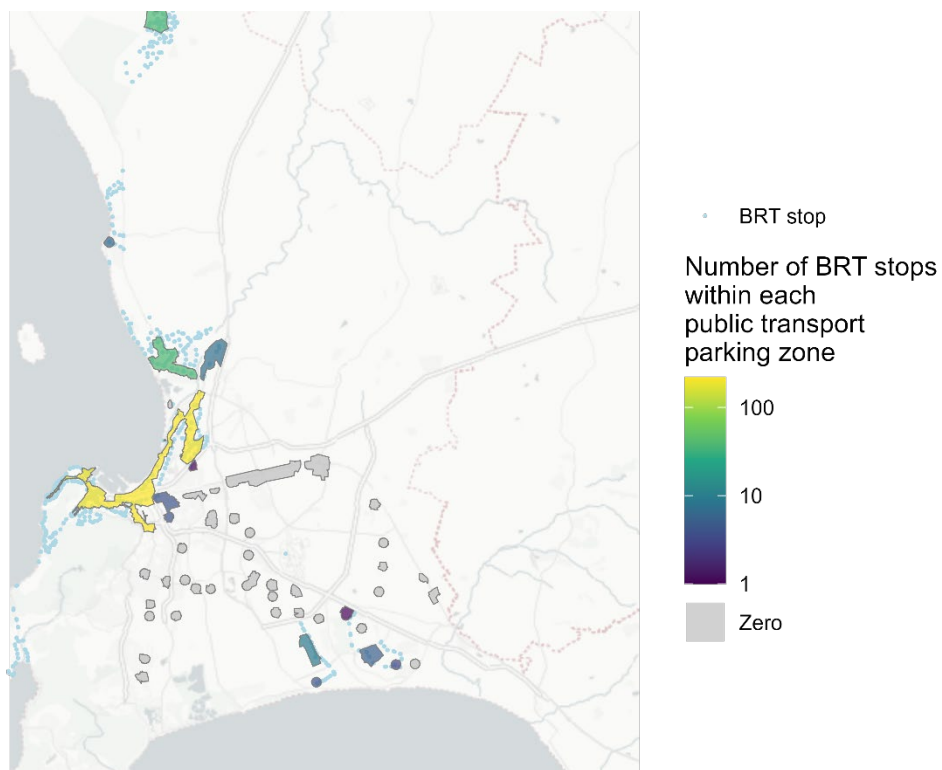 BRT stop
Number of BRT stops
within each
public transport
parking zone
100
10
1
Zero